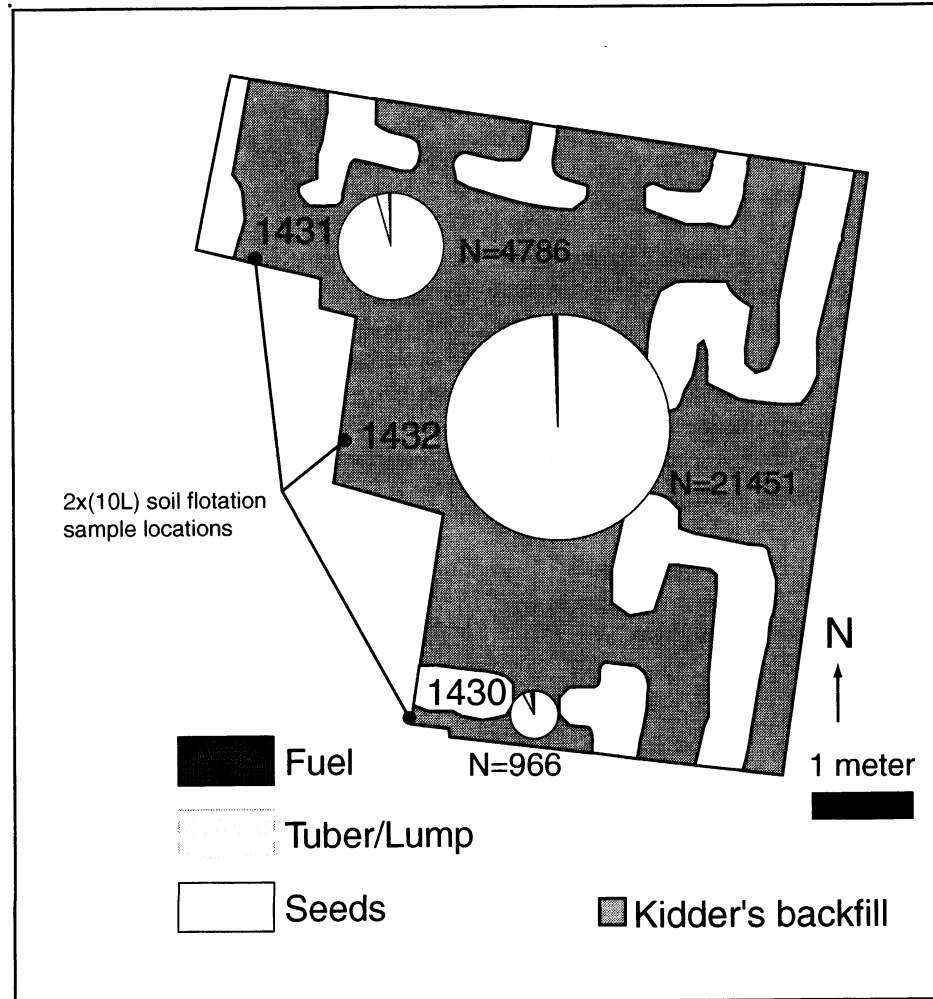 1431
N=4786
1432
N=21451
2x(10L) soil flotation
sample locations
N
1430
N=966
1 meter
Fuel
Tuber/Lump
Seeds
Kidder's backfill